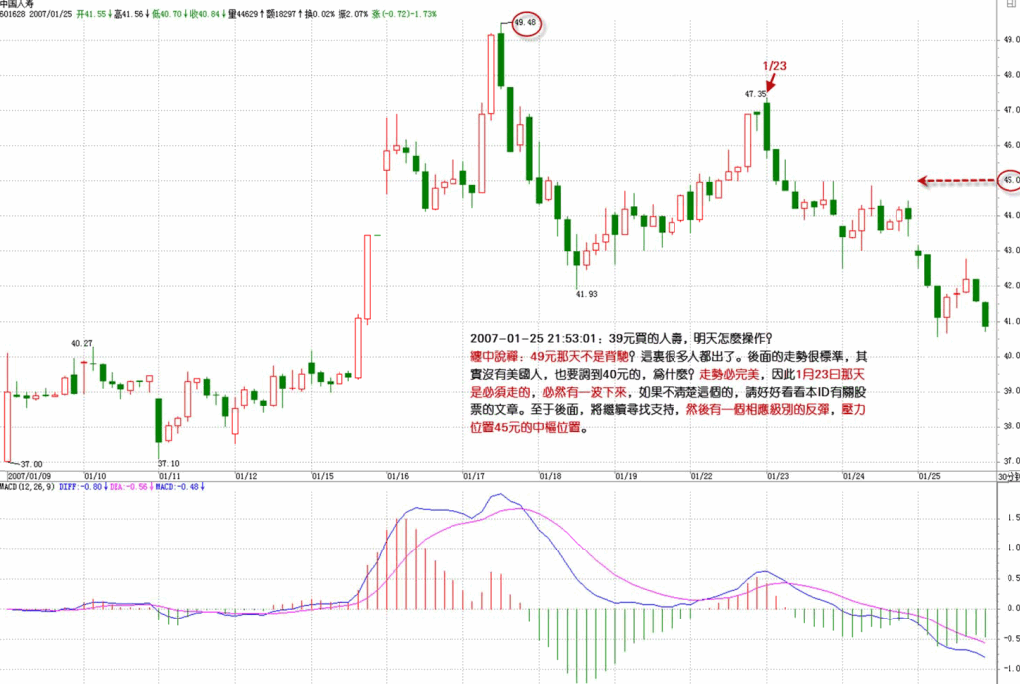 中国人寿
601628 2007/01/25 开41.55↓高41.56↓低40.70↓收40.84↓量44629↑额18297↑换0.02% 振2.07% 涨(-0.72)-1.73%
49.48
49.0
48.0
1/23
47.35
47.0
46.0
45.0
44.0
43.0
41.93
42.0
41.0
2007-01-25 21:53:01：39元買的人壽，明天怎麽操作？
40.27
纏中說禪：49元那天不是背馳？這裏很多人都出了。後面的走勢很標準，其
40.0
實沒有美國人，也要調到40元的，爲什麽？走勢必完美，因此1月23日那天
39.0
是必須走的，必然有一波下來，如果不清楚這個的，請好好看看本ID有關股
票的文章。至于後面，將繼續尋找支持，然後有一個相應級別的反彈，壓力
38.0
位置45元的中樞位置。
37.00
37.10
37.0
2007/01/09 01/10 01/11 01/12 01/15 01/16 01/17 01/18 01/19 01/22 01/23 01/24 01/25
MACD(12,26,9) DIFF:-0.80↓ DEA:-0.56↓ MACD:-0.48↓
1.5
1.0
0.5
0.0
-0.5
-1.0